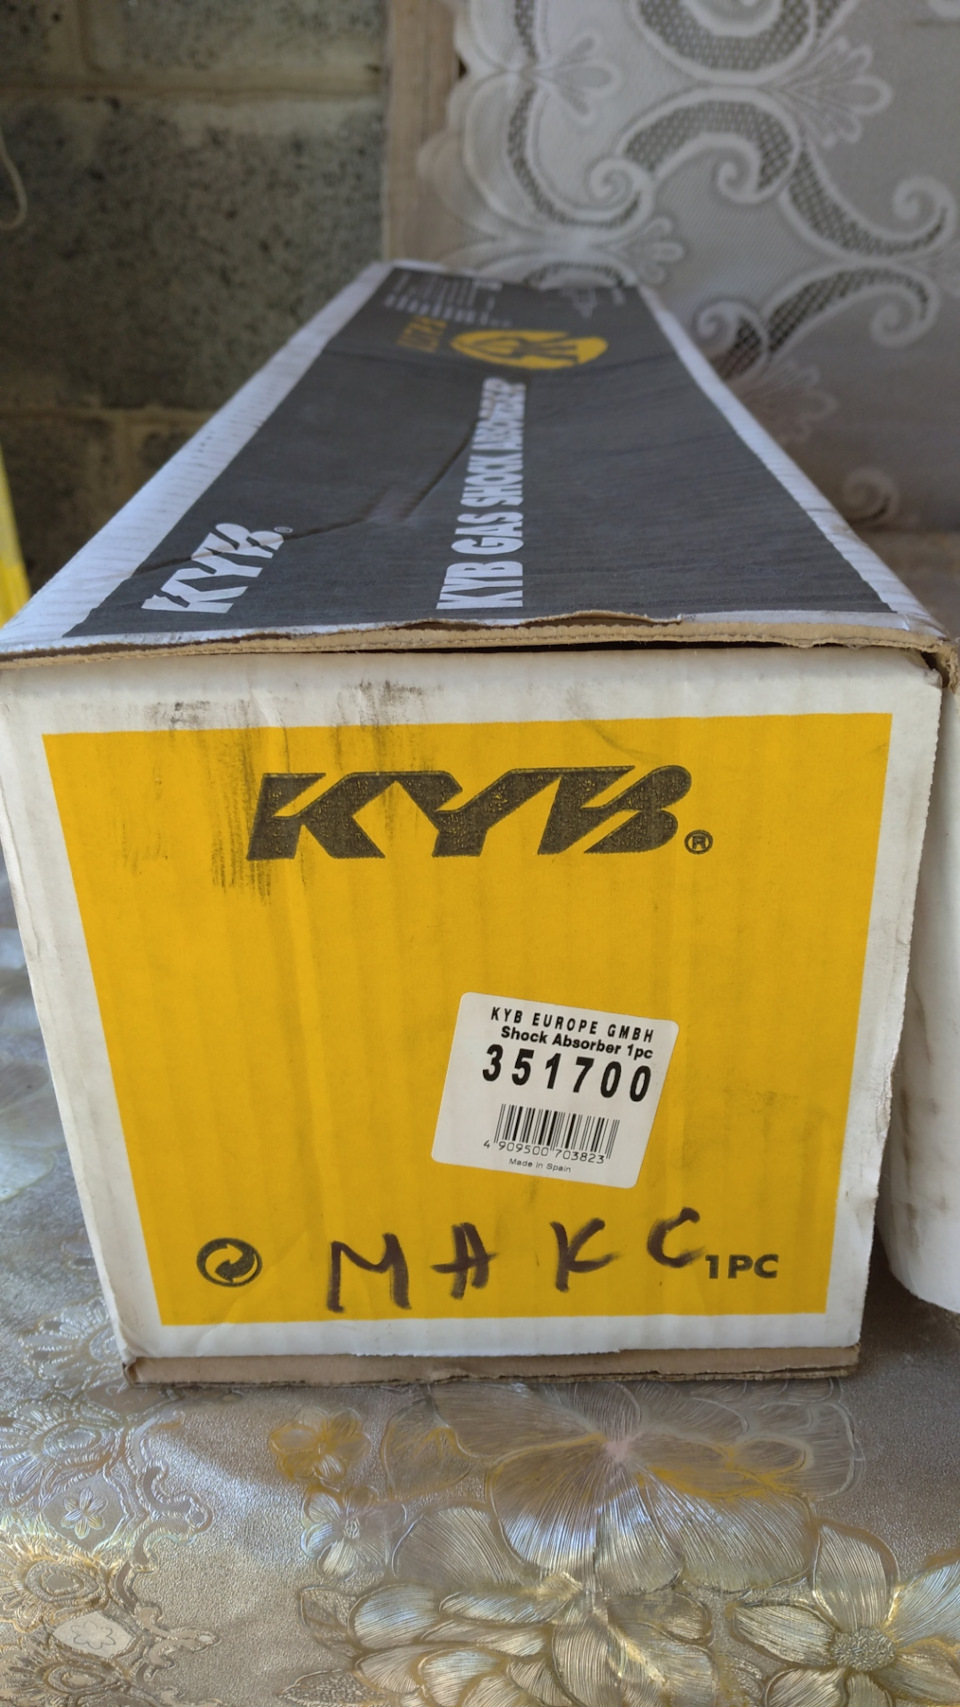 KYB®
KYB GAS SHOCK ABSORBER
KYB®
KYB EUROPE GMBH
Shock Absorber 1pc
351700
4 909500 703823
Made in Spain
МАКС
1PC